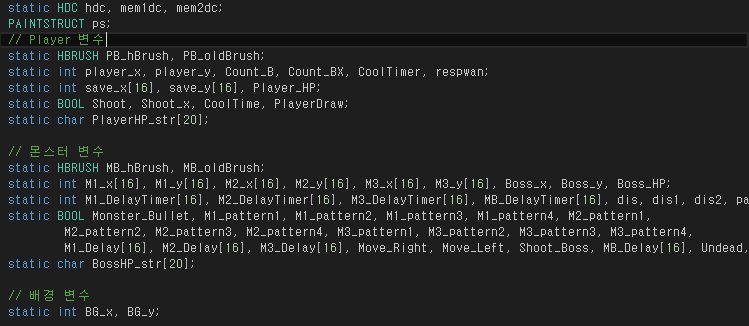 static HDC hdc, mem1dc, mem2dc;
PAINTSTRUCT ps;
// Player 변수
static HBRUSH PB_hBrush, PB_oldBrush;
static int player_x, player_y, Count_B, Count_BX, CoolTimer, respwan;
static int save_x[16], save_y[16], Player_HP;
static BOOL Shoot, Shoot_x, CoolTime, PlayerDraw;
static char PlayerHP_str[20];
// 몬스터 변수
static HBRUSH MB_hBrush, MB_oldBrush;
static int M1_x[16], M1_y[16], M2_x[16], M2_y[16], M3_x[16], M3_y[16], Boss_x, Boss_y, Boss_HP;
static int M1_DelayTimer[16], M2_DelayTimer[16], M3_DelayTimer[16], MB_DelayTimer[16], dis, dis1, dis2, pa
static BOOL Monster_Bullet, M1_pattern1, M1_pattern2, M1_pattern3, M1_pattern4, M2_pattern1,
M2_pattern2, M2_pattern3, M2_pattern4, M3_pattern1, M3_pattern2, M3_pattern3, M3_pattern4,
M1_Delay[16], M2_Delay[16], M3_Delay[16], Move_Right, Move_Left, Shoot_Boss, MB_Delay[16], Undead,
static char BossHP_str[20];
// 배경 변수
static int BG_x, BG_y;